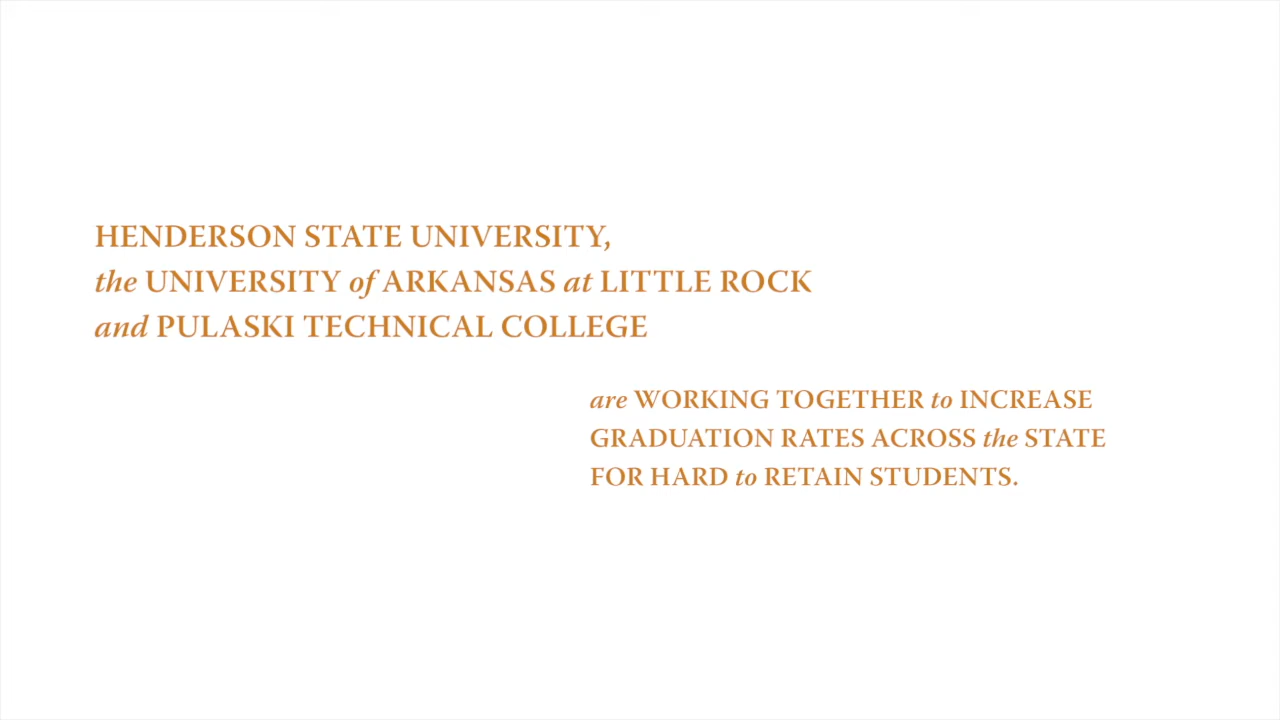 HENDERSON STATE UNIVERSITY,
the UNIVERSITY of ARKANSAS at LITTLE ROCK
and PULASKI TECHNICAL COLLEGE
are WORKING TOGETHER to INCREASE
GRADUATION RATES ACROSS the STATE
FOR HARD to RETAIN STUDENTS.